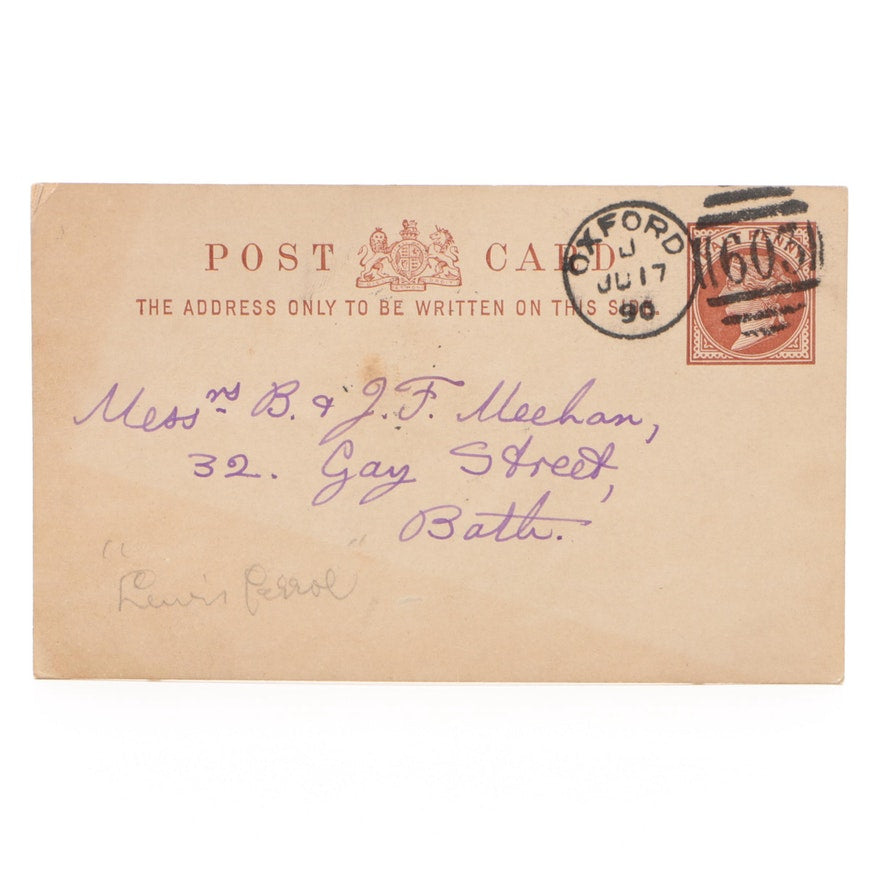 POST CARD
THE ADDRESS ONLY TO BE WRITTEN ON THIS SIDE.
OXFORD
J
JU 17
90
603
Messrs B. & J. F. Meehan,
32. Gay Street,
Bath.
"Lewis Carrol"